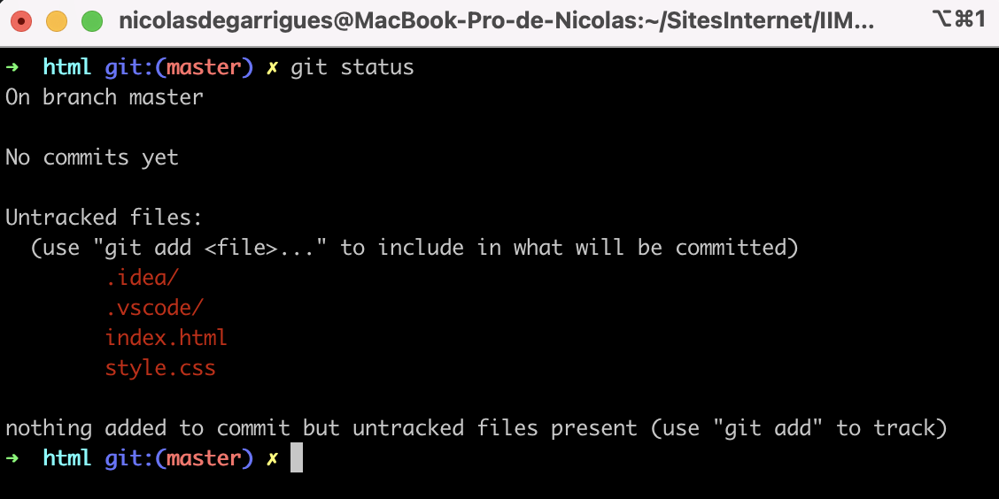 nicolasdegarrigues@MacBook-Pro-de-Nicolas:~/SitesInternet/IIM... ⌥⌘1
➜  html git:(master) ✗ git status
On branch master
No commits yet
Untracked files:
  (use "git add <file>..." to include in what will be committed)
        .idea/
        .vscode/
        index.html
        style.css
nothing added to commit but untracked files present (use "git add" to track)
➜  html git:(master) ✗